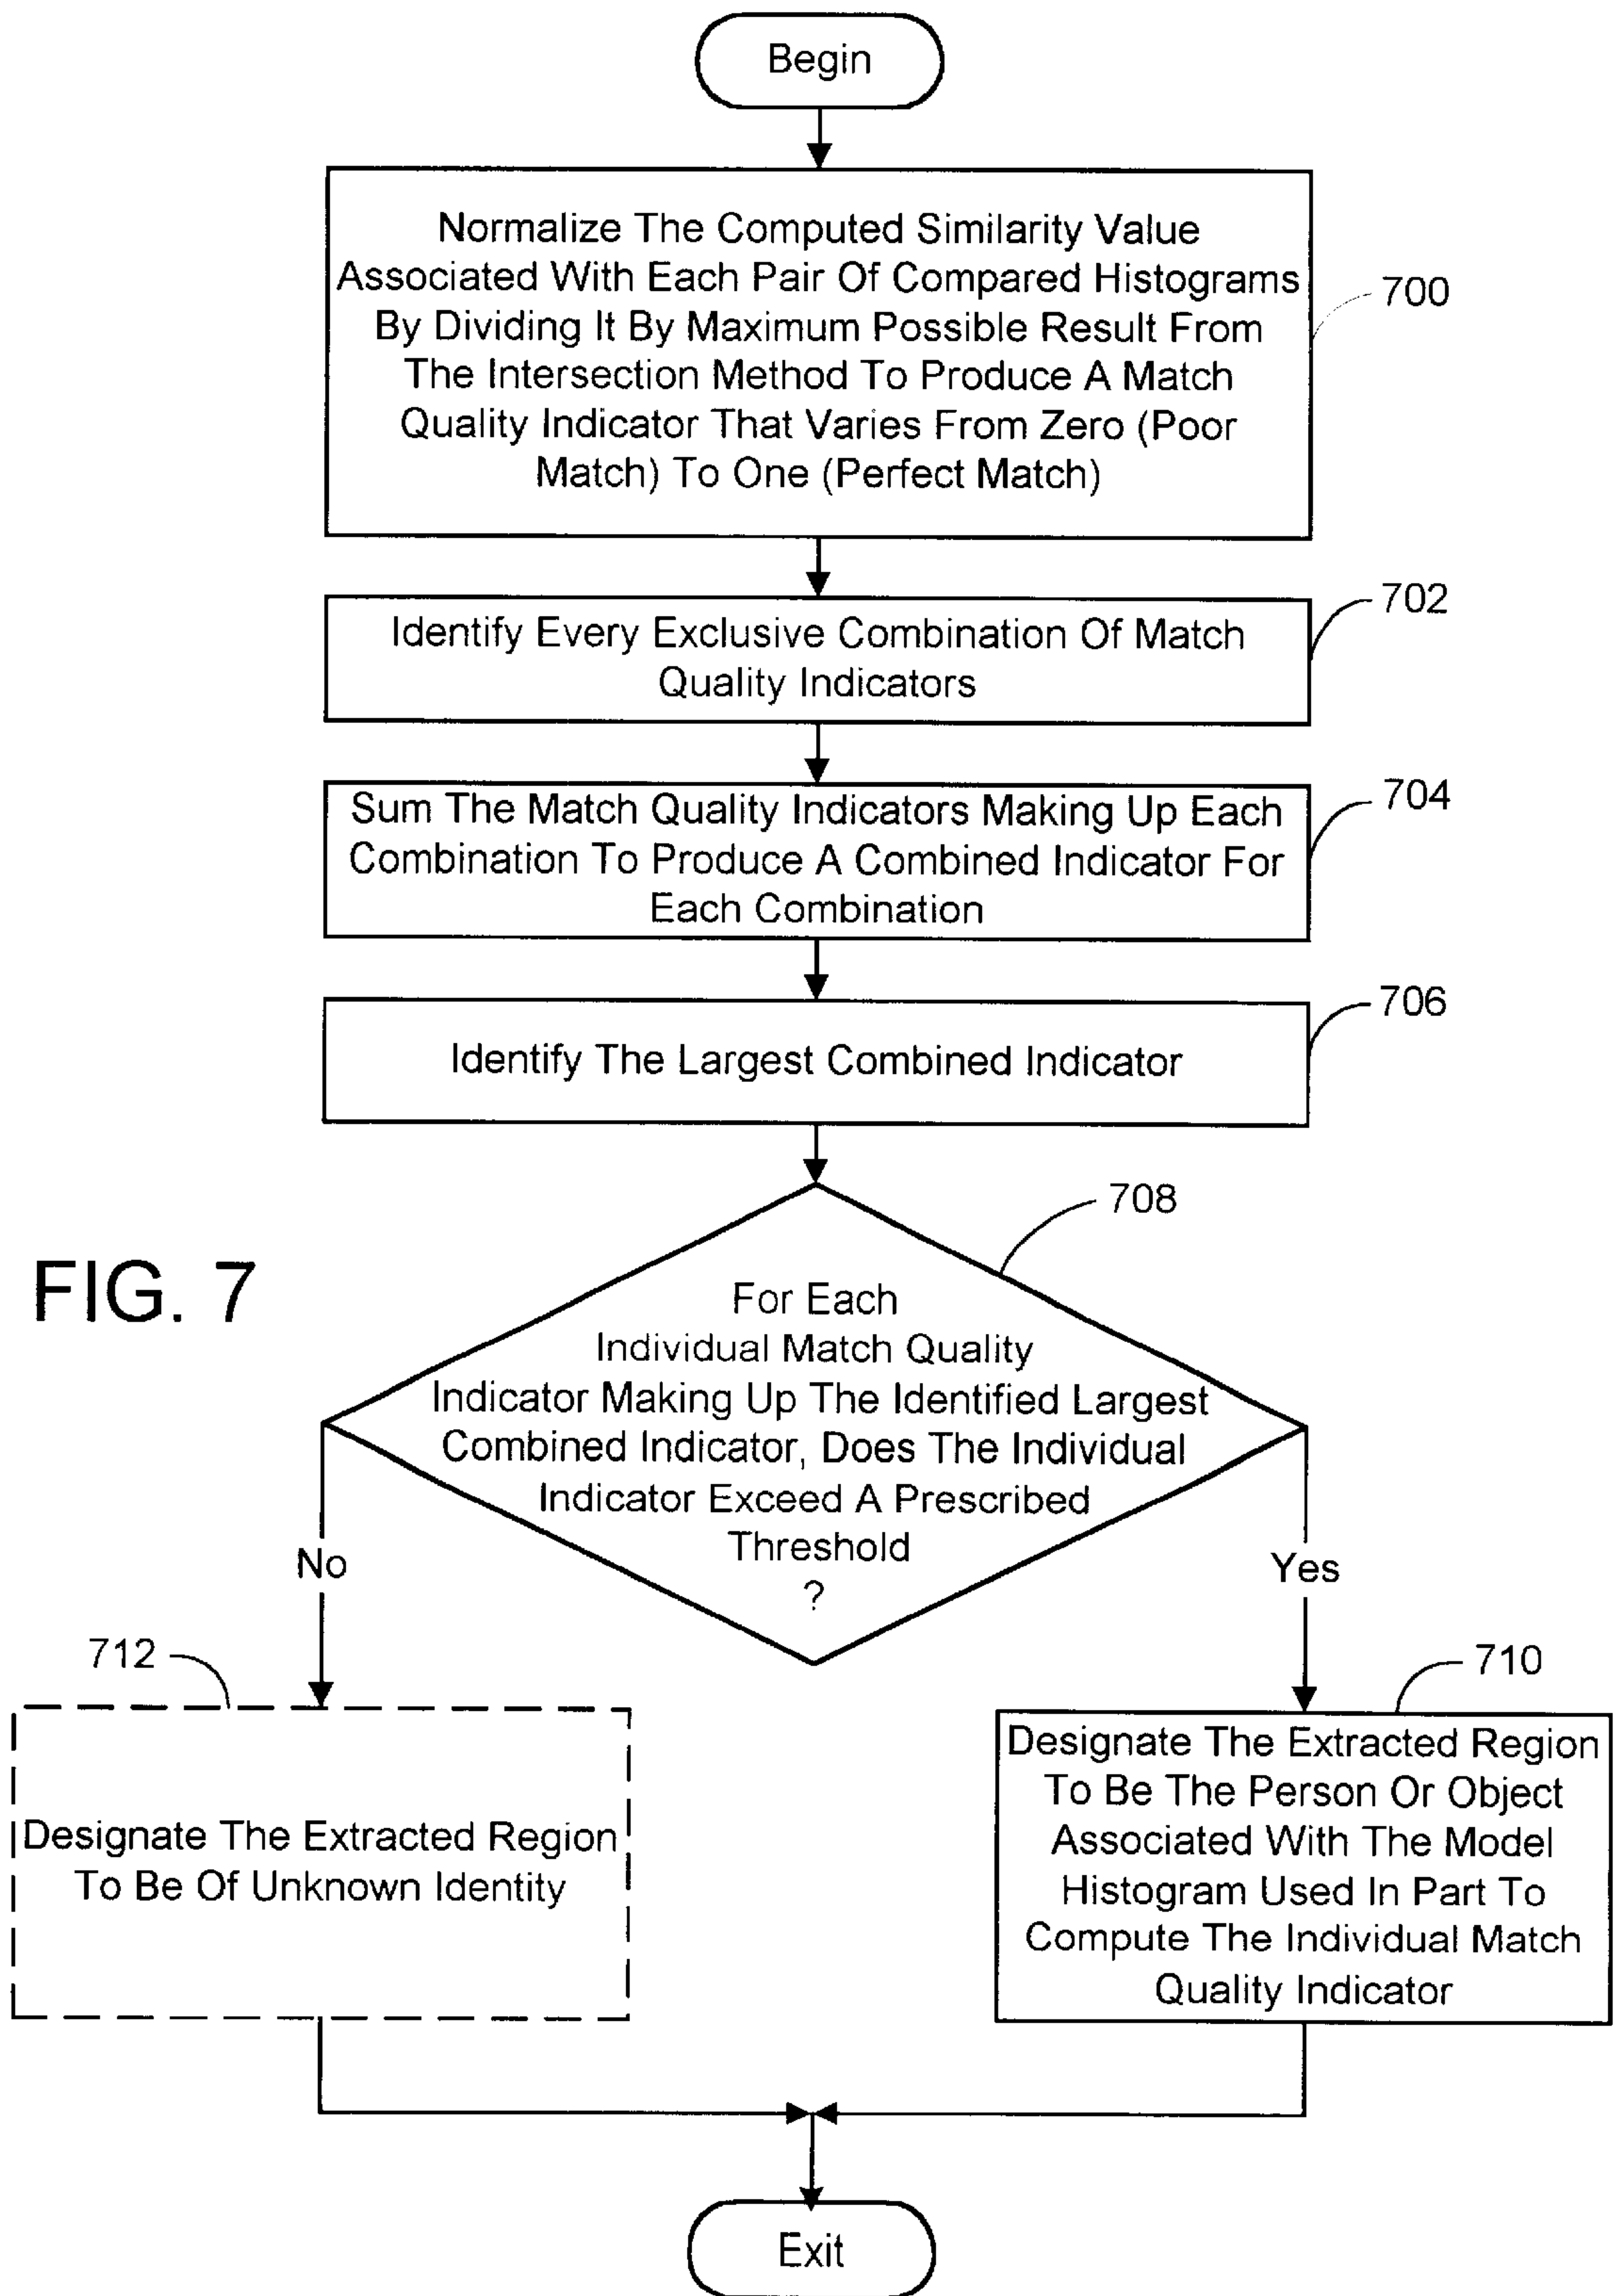 Begin
Normalize The Computed Similarity Value
Associated With Each Pair Of Compared Histograms
By Dividing It By Maximum Possible Result From
The Intersection Method To Produce A Match
Quality Indicator That Varies From Zero (Poor
Match) To One (Perfect Match)
700
Identify Every Exclusive Combination Of Match
Quality Indicators
702
Sum The Match Quality Indicators Making Up Each
Combination To Produce A Combined Indicator For
Each Combination
704
Identify The Largest Combined Indicator
706
708
FIG. 7
For Each
Individual Match Quality
Indicator Making Up The Identified Largest
Combined Indicator, Does The Individual
Indicator Exceed A Prescribed
Threshold
?
No
Yes
712
Designate The Extracted Region
To Be Of Unknown Identity
710
Designate The Extracted Region
To Be The Person Or Object
Associated With The Model
Histogram Used In Part To
Compute The Individual Match
Quality Indicator
Exit